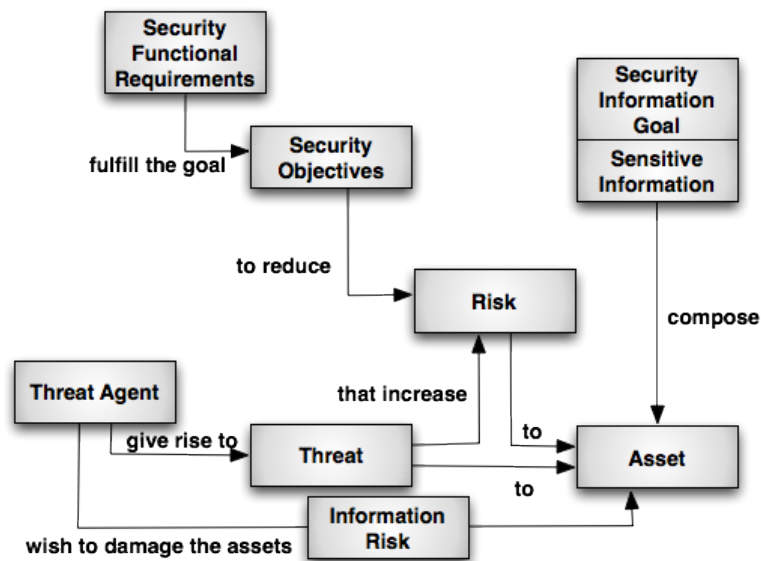 Security
Functional
Requirements
Security
Information
Goal
Sensitive
Information
fulfill the goal
Security
Objectives
to reduce
Risk
compose
Threat Agent
that increase
give rise to
Threat
to
Asset
to
Information
Risk
wish to damage the assets